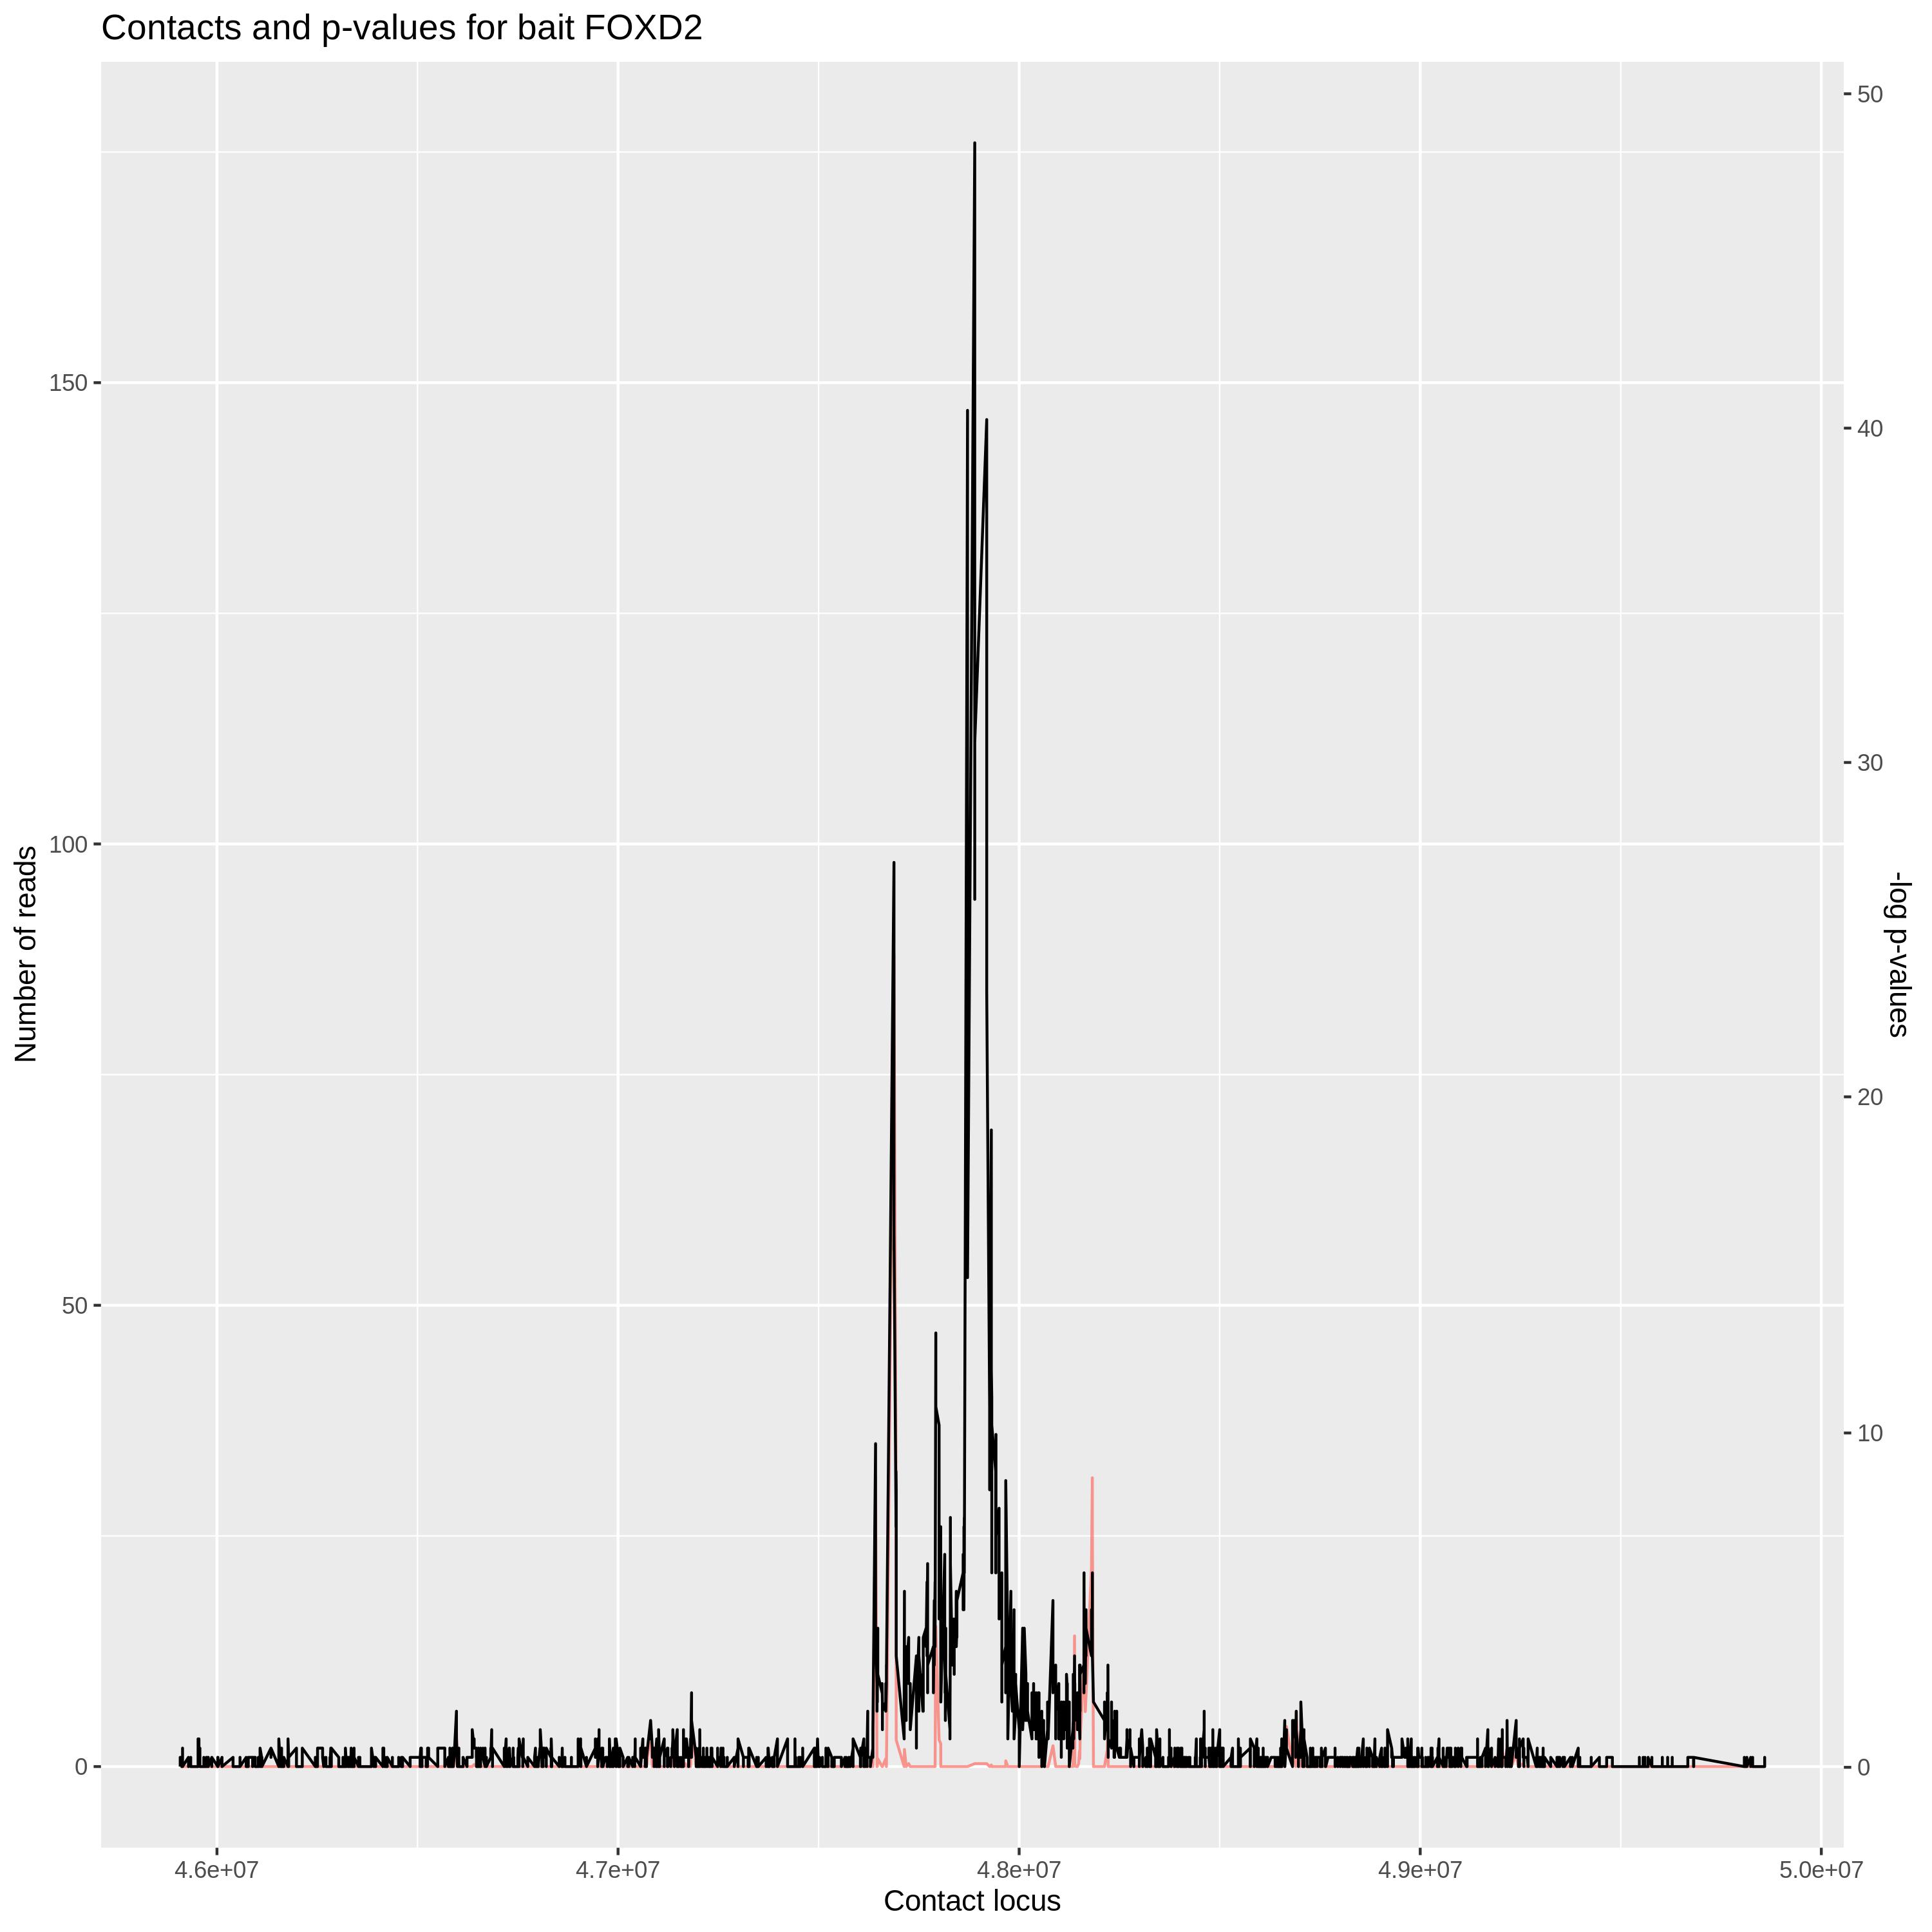 Contacts and p-values for bait FOXD2
50
40
30
20
10
0
150
100
50
0
Number of reads
-log p-values
4.6e+07
4.7e+07
4.8e+07
4.9e+07
5.0e+07
Contact locus